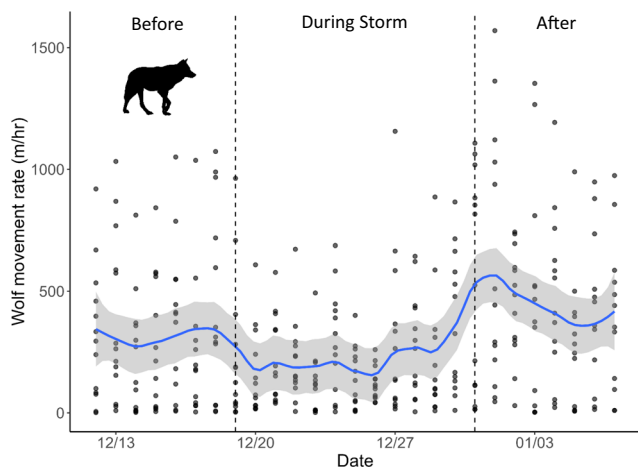 Before During Storm After
1500
1000
500
0
Wolf movement rate (m/hr)
12/13 12/20 12/27 01/03
Date